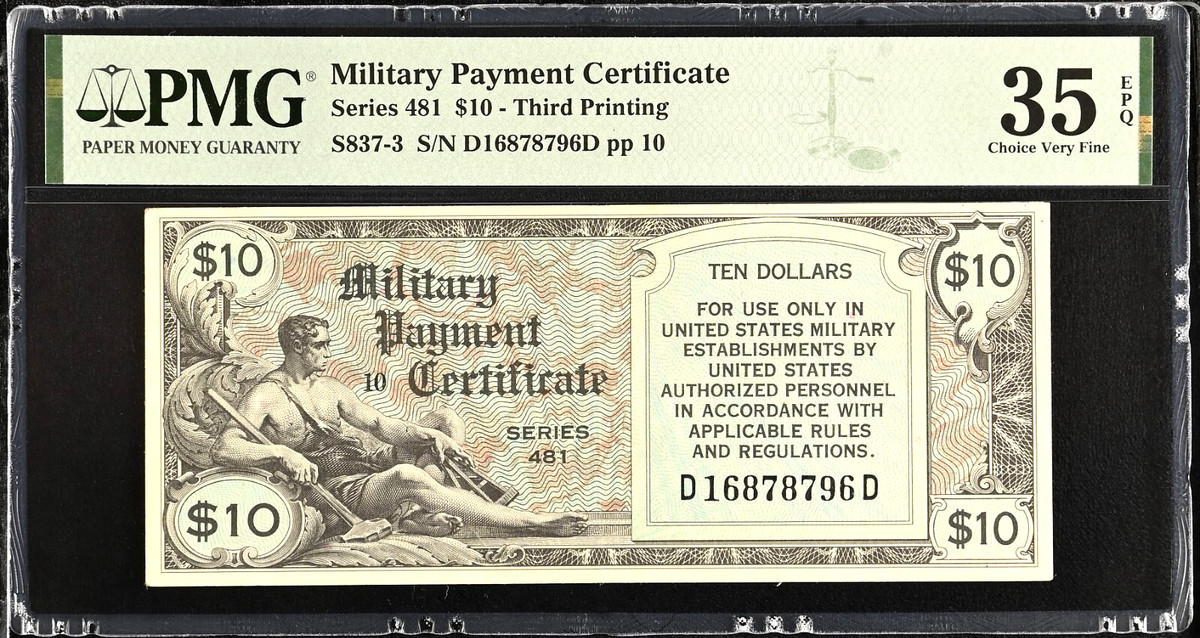 PMG®
PAPER MONEY GUARANTY
Military Payment Certificate
Series 481 $10 - Third Printing
S837-3 S/N D16878796D pp 10
35
EPQ
Choice Very Fine
$10
Military
Payment
10 Certificate
SERIES
481
$10
TEN DOLLARS
FOR USE ONLY IN
UNITED STATES MILITARY
ESTABLISHMENTS BY
UNITED STATES
AUTHORIZED PERSONNEL
IN ACCORDANCE WITH
APPLICABLE RULES
AND REGULATIONS.
D16878796D
$10
$10